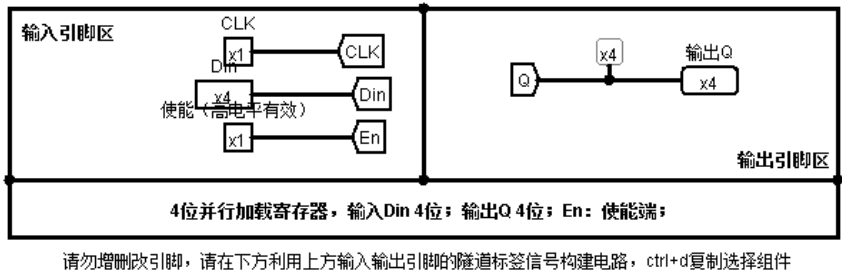 输入引脚区
CLK
x1
CLK
Din
x4
Din
使能（高电平有效）
x1
En
Q
x4
输出Q
x4
输出引脚区
4位并行加载寄存器，输入Din 4位；输出Q 4位；En：使能端；
请勿增删改引脚，请在下方利用上方输入输出引脚的隧道标签信号构建电路，ctrl+d复制选择组件